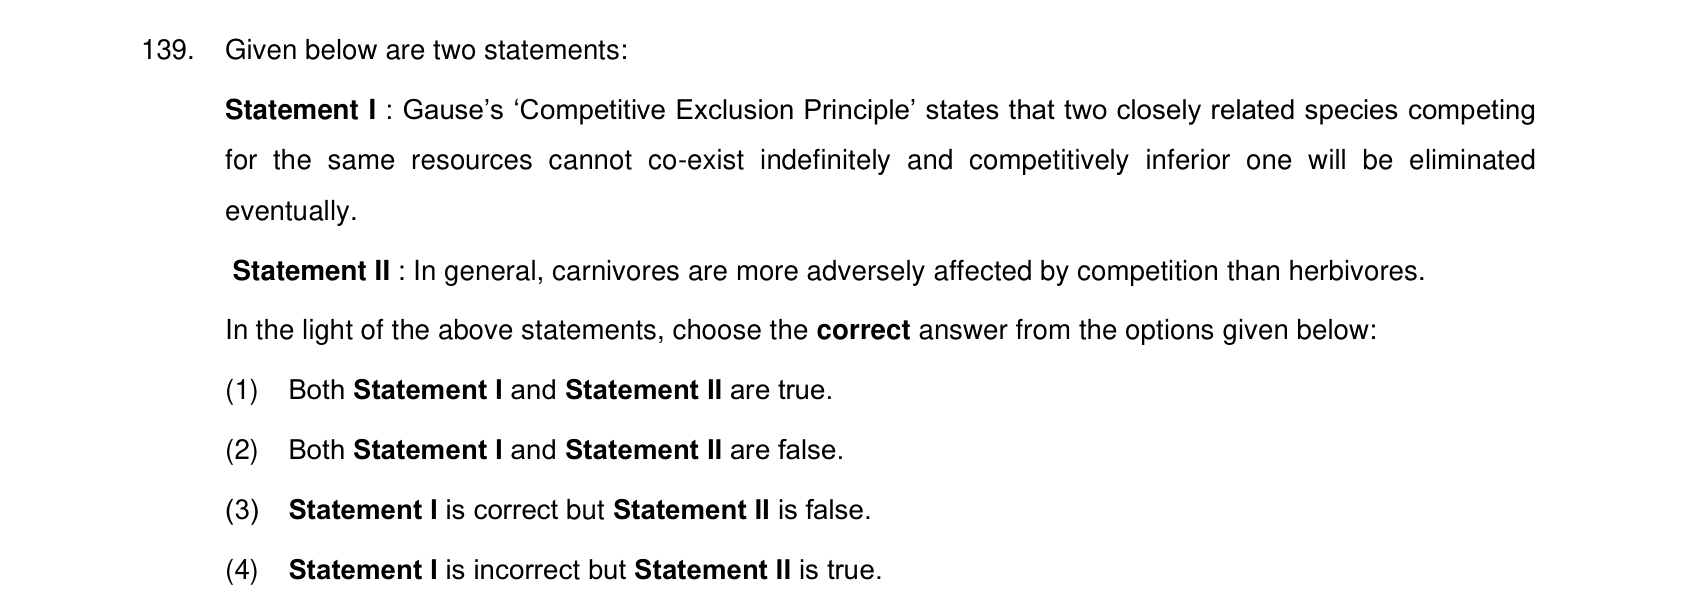 139. Given below are two statements:
Statement I : Gause’s ‘Competitive Exclusion Principle’ states that two closely related species competing
for the same resources cannot co-exist indefinitely and competitively inferior one will be eliminated
eventually.
Statement II : In general, carnivores are more adversely affected by competition than herbivores.
In the light of the above statements, choose the correct answer from the options given below:
(1) Both Statement I and Statement II are true.
(2) Both Statement I and Statement II are false.
(3) Statement I is correct but Statement II is false.
(4) Statement I is incorrect but Statement II is true.